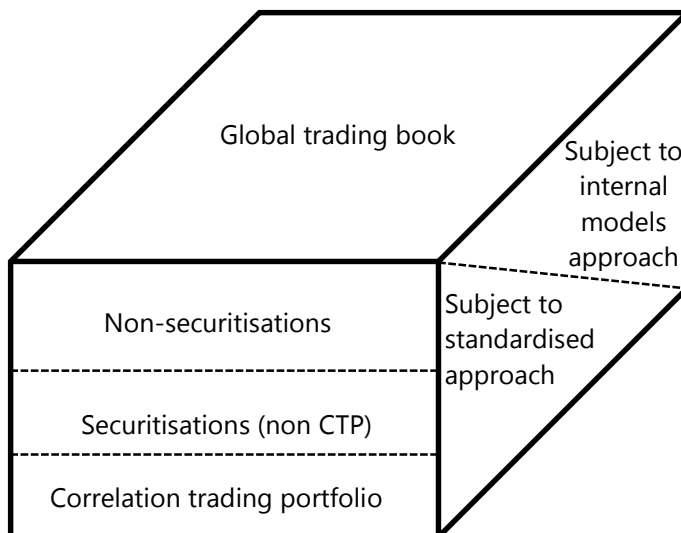 Global trading book
Subject to
internal
models
approach
Non-securitisations
Subject to
standardised
approach
Securitisations (non CTP)
Correlation trading portfolio